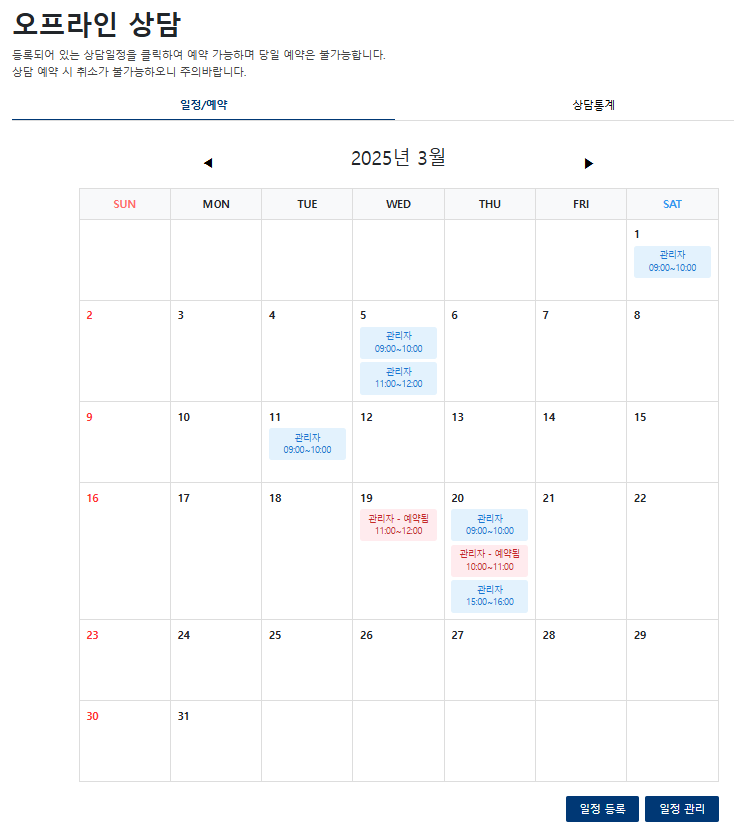 오프라인 상담
등록되어 있는 상담일정을 클릭하여 예약 가능하며 당일 예약은 불가능합니다.
상담 예약 시 취소가 불가능하오니 주의바랍니다.
일정/예약 상담통계
◀ 2025년 3월 ▶
SUN MON TUE WED THU FRI SAT
1
관리자
09:00~10:00
2 3 4 5 6 7 8
관리자
09:00~10:00
관리자
11:00~12:00
9 10 11 12 13 14 15
관리자
09:00~10:00
16 17 18 19 20 21 22
관리자 - 예약됨
11:00~12:00
관리자
09:00~10:00
관리자 - 예약됨
10:00~11:00
관리자
15:00~16:00
23 24 25 26 27 28 29
30 31
일정 등록 일정 관리